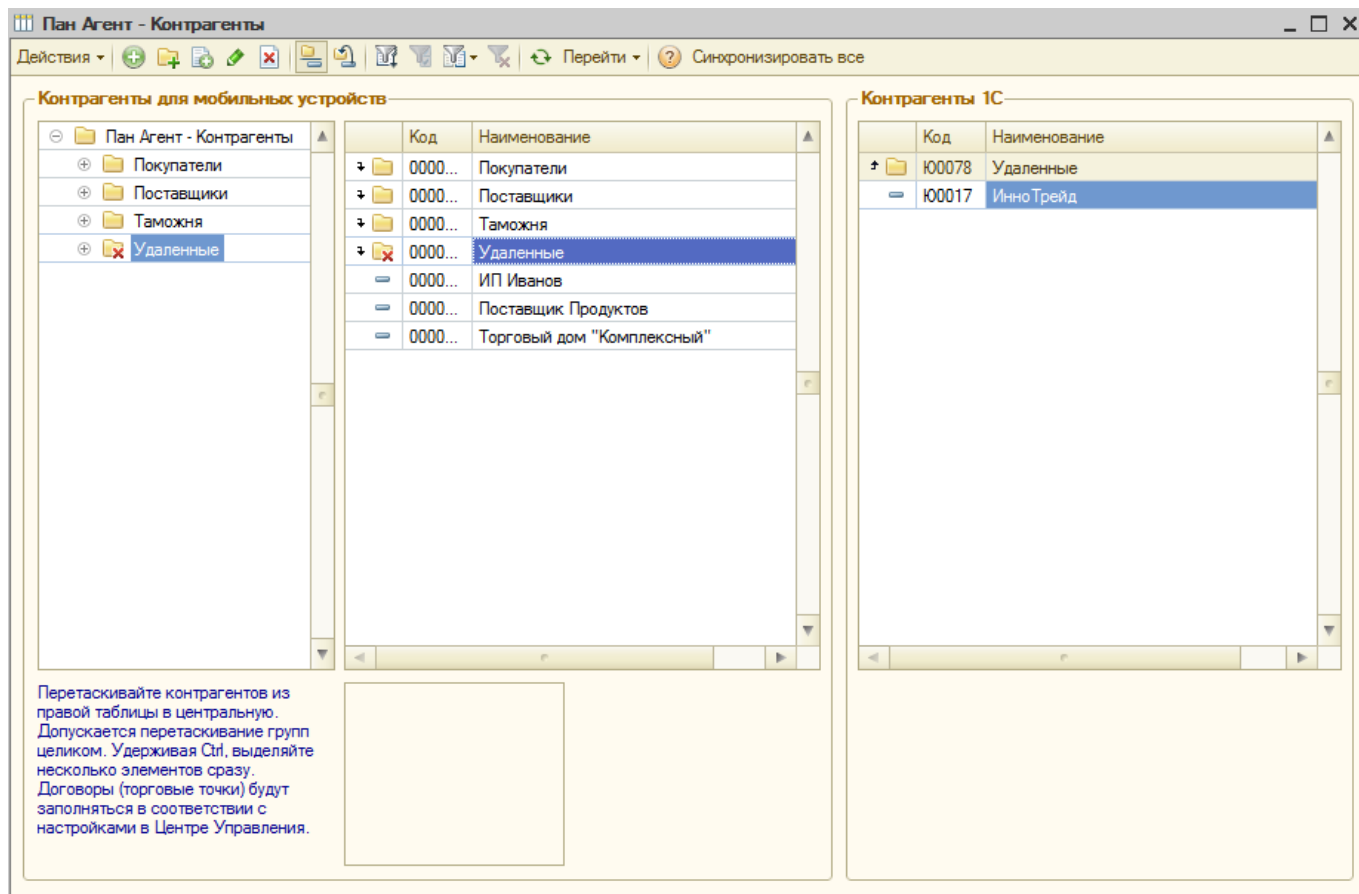 Пан Агент - Контрагенты
Действия Перейти ? Синхронизировать все
Контрагенты для мобильных устройств
Пан Агент - Контрагенты
Покупатели
Поставщики
Таможня
Удаленные
Код Наименование
0000... Покупатели
0000... Поставщики
0000... Таможня
0000... Удаленные
0000... ИП Иванов
0000... Поставщик Продуктов
0000... Торговый дом "Комплексный"
Контрагенты 1С
Код Наименование
Ю00078 Удаленные
Ю00017 ИнноТрейд
Перетаскивайте контрагентов из
правой таблицы в центральную.
Допускается перетаскивание групп
целиком. Удерживая Ctrl, выделяйте
несколько элементов сразу.
Договоры (торговые точки) будут
заполняться в соответствии с
настройками в Центре Управления.